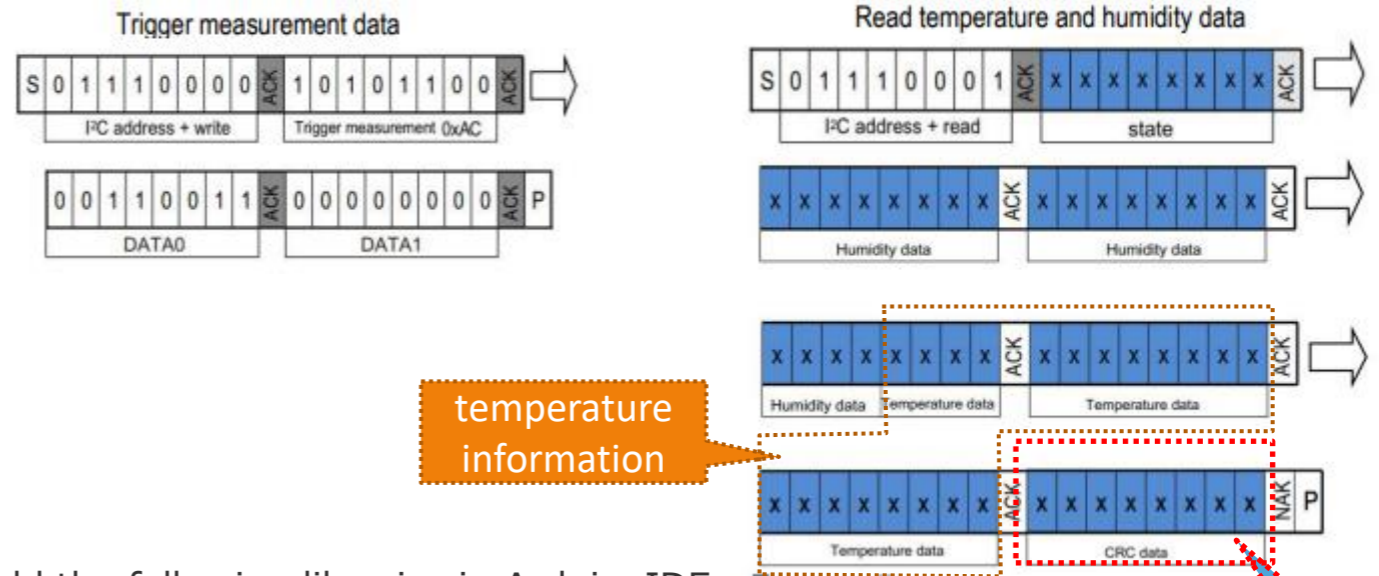 Trigger measurement data
S 0 1 1 1 0 0 0 0 ACK 1 0 1 0 1 1 0 0 ACK
I²C address + write Trigger measurement 0xAC
0 0 1 1 0 0 1 1 ACK 0 0 0 0 0 0 0 0 ACK P
DATA0 DATA1
Read temperature and humidity data
S 0 1 1 1 0 0 0 1 ACK x x x x x x x x ACK
I²C address + read state
x x x x x x x x ACK x x x x x x x x ACK
Humidity data Humidity data
x x x x x x x x ACK x x x x x x x x ACK
Humidity data Temperature data Temperature data
temperature
information
x x x x x x x x ACK x x x x x x x x NAK P
Temperature data CRC data